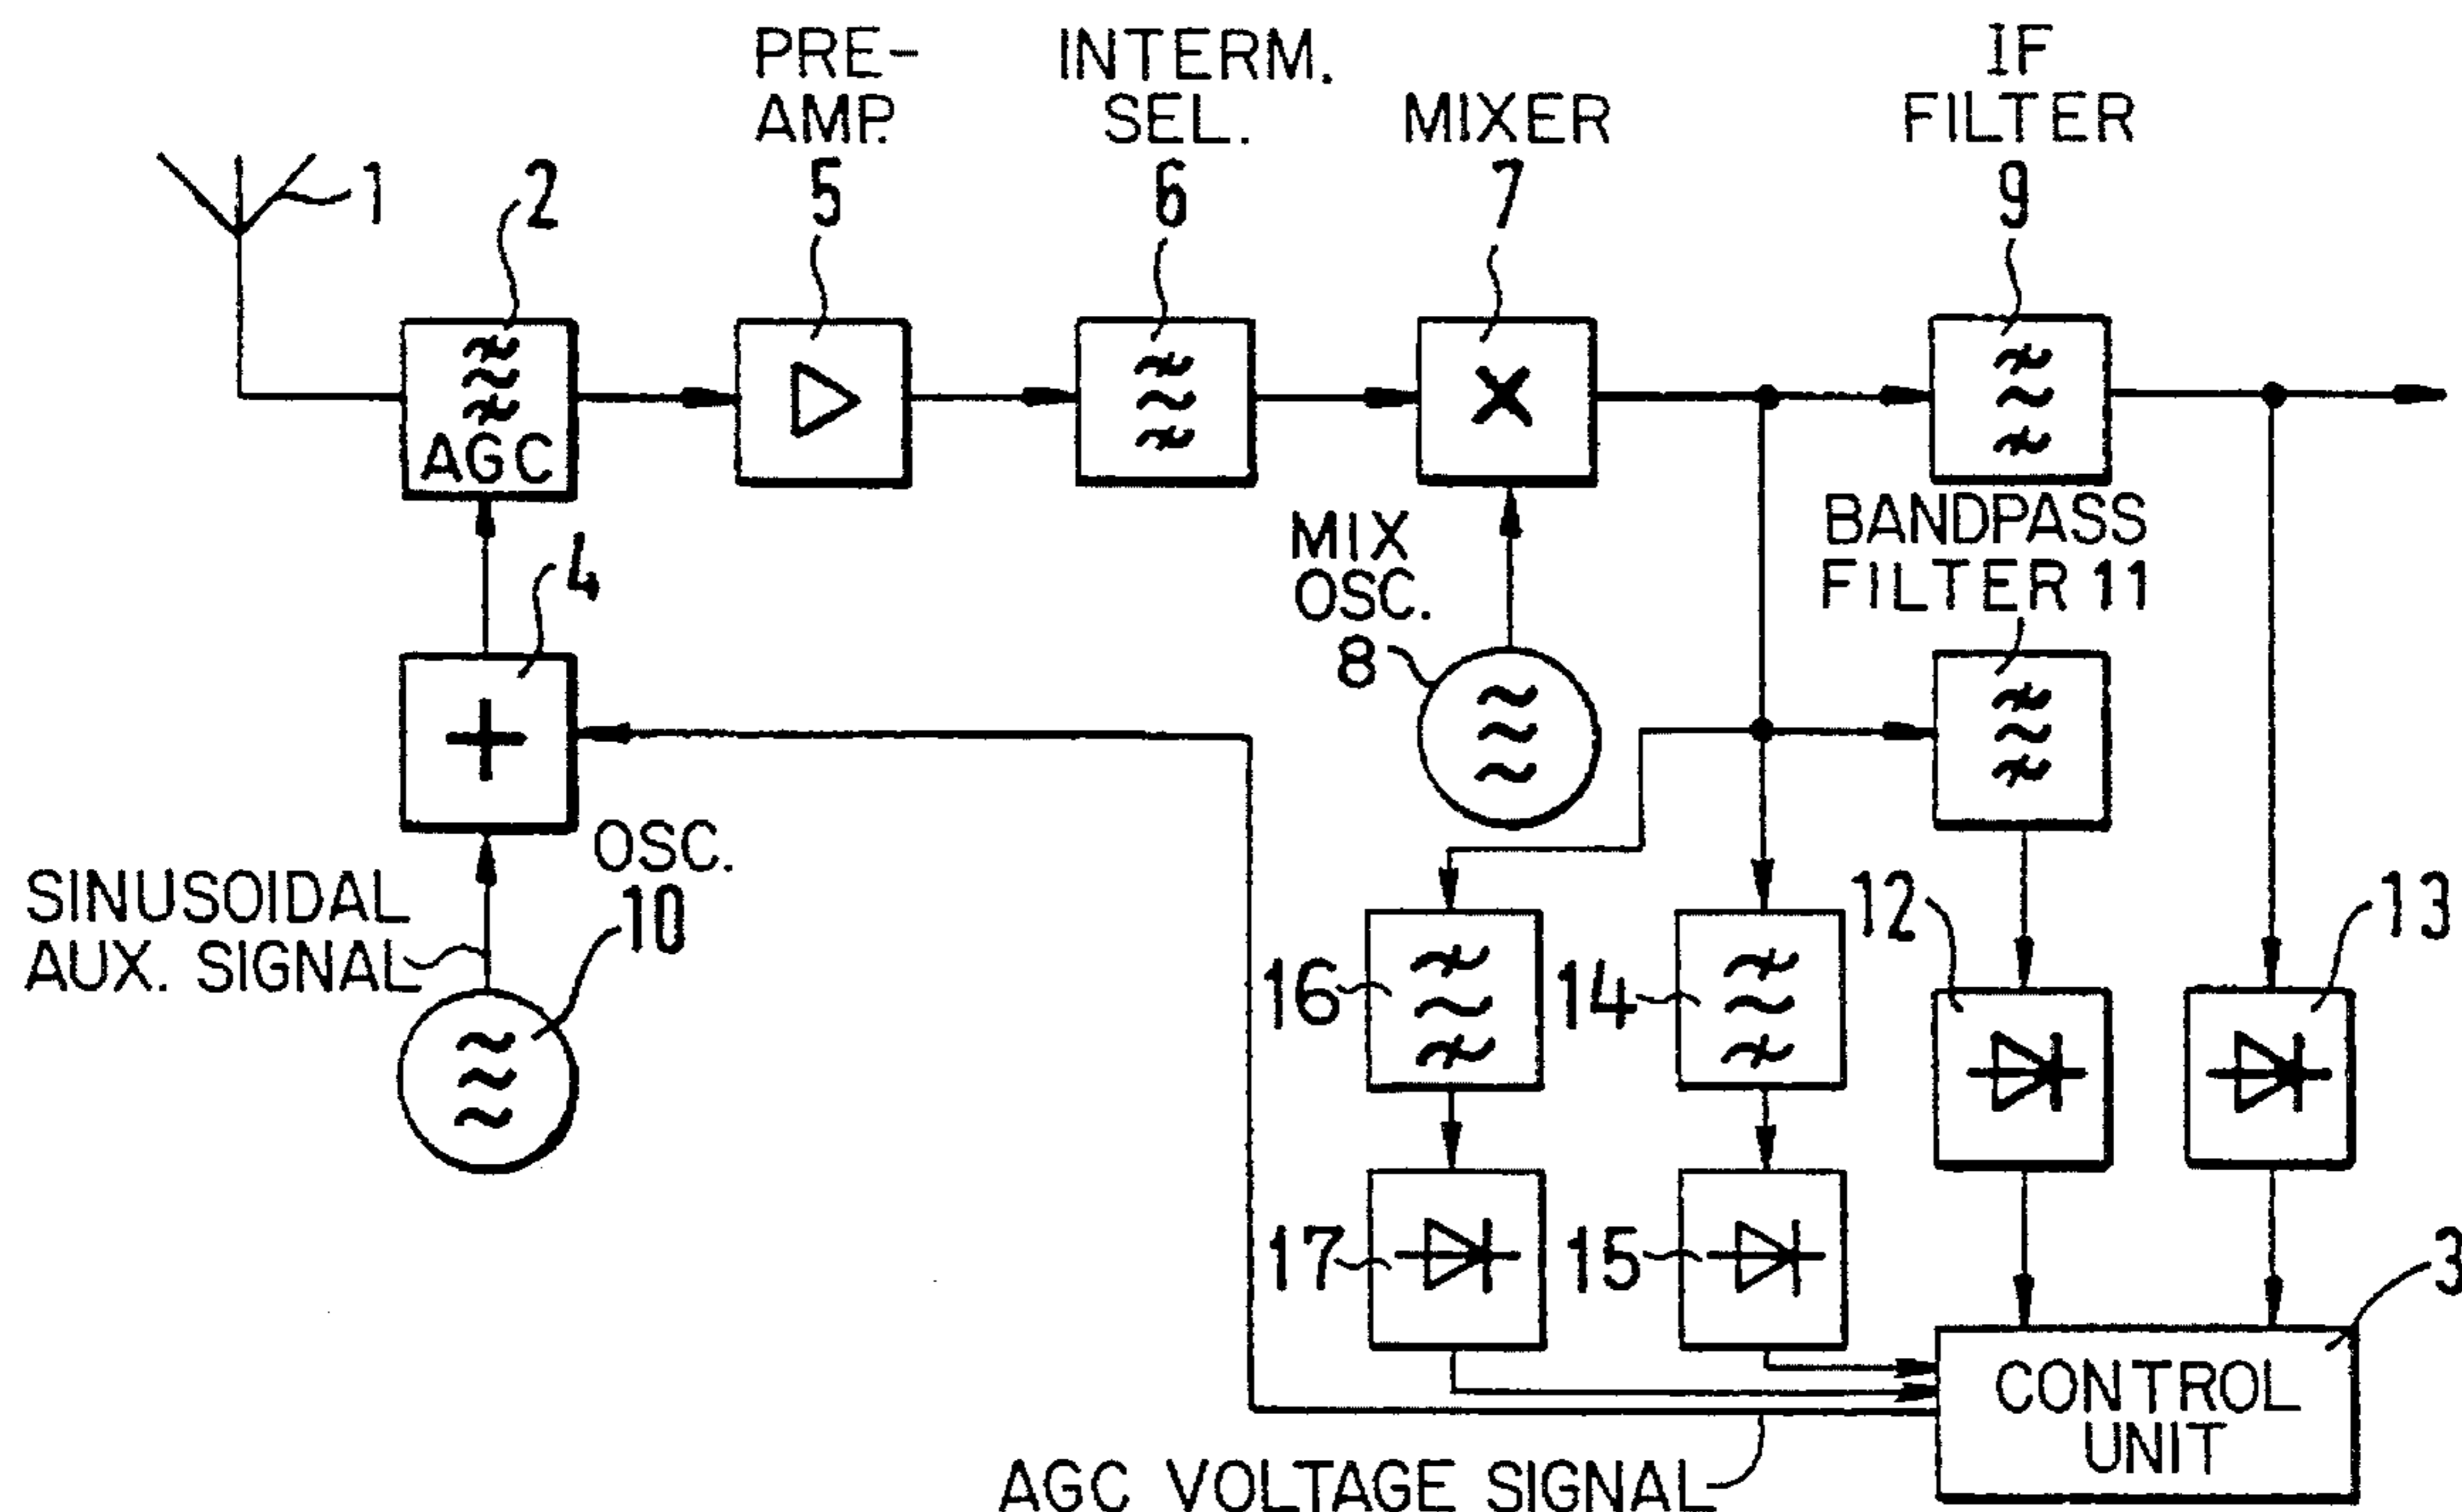 PRE-
AMP.
5
INTERM.
SEL.
6
MIXER
7
IF
FILTER
9
1
2
AGC
4
MIX
OSC.
8
BANDPASS
FILTER 11
OSC.
10
SINUSOIDAL
AUX. SIGNAL
16
14
12
13
17
15
3
CONTROL
UNIT
AGC VOLTAGE SIGNAL